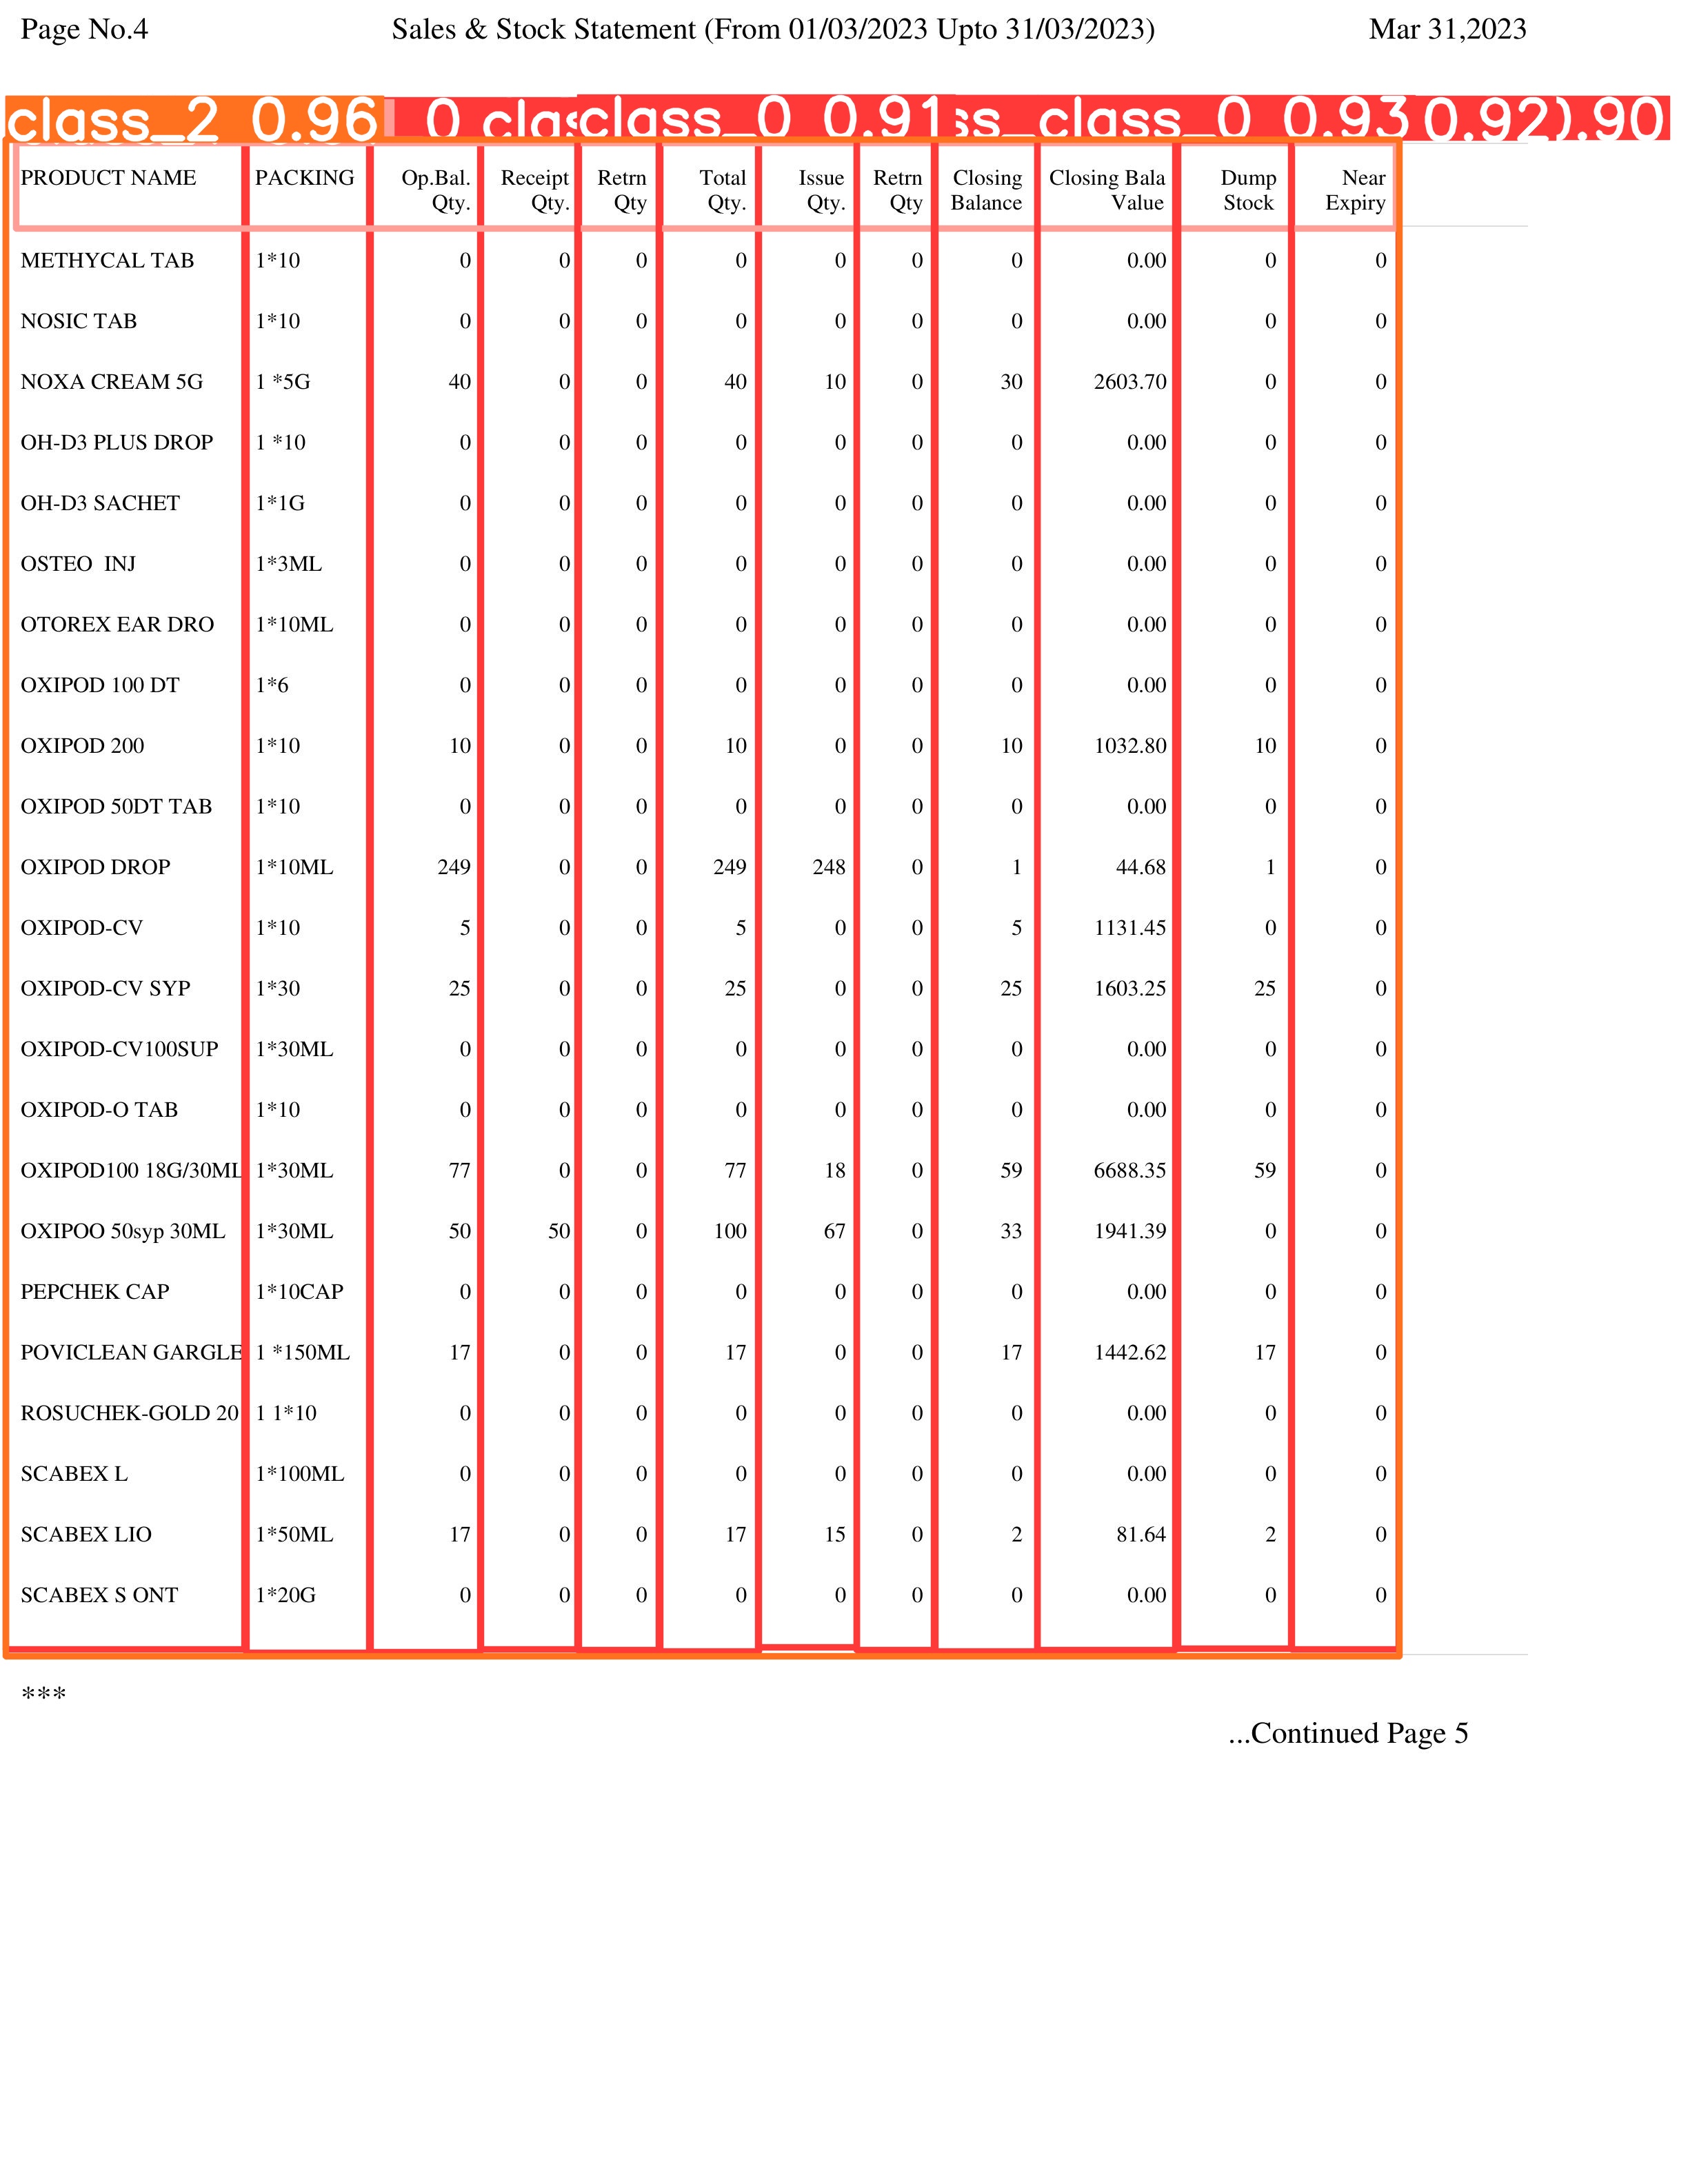 Page No.4 Sales & Stock Statement (From 01/03/2023 Upto 31/03/2023) Mar 31,2023
class_2 0.96 0 class_0 0.91 class_0 0.93 0.92 0.90
PRODUCT NAME PACKING Op.Bal. Receipt Retrn Total Issue Retrn Closing Closing Bala Dump Near
Qty. Qty. Qty Qty. Qty. Qty Balance Value Stock Expiry
METHYCAL TAB 1*10 0 0 0 0 0 0 0 0.00 0 0
NOSIC TAB 1*10 0 0 0 0 0 0 0 0.00 0 0
NOXA CREAM 5G 1 *5G 40 0 0 40 10 0 30 2603.70 0 0
OH-D3 PLUS DROP 1 *10 0 0 0 0 0 0 0 0.00 0 0
OH-D3 SACHET 1*1G 0 0 0 0 0 0 0 0.00 0 0
OSTEO INJ 1*3ML 0 0 0 0 0 0 0 0.00 0 0
OTOREX EAR DRO 1*10ML 0 0 0 0 0 0 0 0.00 0 0
OXIPOD 100 DT 1*6 0 0 0 0 0 0 0 0.00 0 0
OXIPOD 200 1*10 10 0 0 10 0 0 10 1032.80 10 0
OXIPOD 50DT TAB 1*10 0 0 0 0 0 0 0 0.00 0 0
OXIPOD DROP 1*10ML 249 0 0 249 248 0 1 44.68 1 0
OXIPOD-CV 1*10 5 0 0 5 0 0 5 1131.45 0 0
OXIPOD-CV SYP 1*30 25 0 0 25 0 0 25 1603.25 25 0
OXIPOD-CV100SUP 1*30ML 0 0 0 0 0 0 0 0.00 0 0
OXIPOD-O TAB 1*10 0 0 0 0 0 0 0 0.00 0 0
OXIPOD100 18G/30ML 1*30ML 77 0 0 77 18 0 59 6688.35 59 0
OXIPOO 50syp 30ML 1*30ML 50 50 0 100 67 0 33 1941.39 0 0
PEPCHEK CAP 1*10CAP 0 0 0 0 0 0 0 0.00 0 0
POVICLEAN GARGLE 1 *150ML 17 0 0 17 0 0 17 1442.62 17 0
ROSUCHEK-GOLD 20 1 1*10 0 0 0 0 0 0 0 0.00 0 0
SCABEX L 1*100ML 0 0 0 0 0 0 0 0.00 0 0
SCABEX LIO 1*50ML 17 0 0 17 15 0 2 81.64 2 0
SCABEX S ONT 1*20G 0 0 0 0 0 0 0 0.00 0 0
***
...Continued Page 5